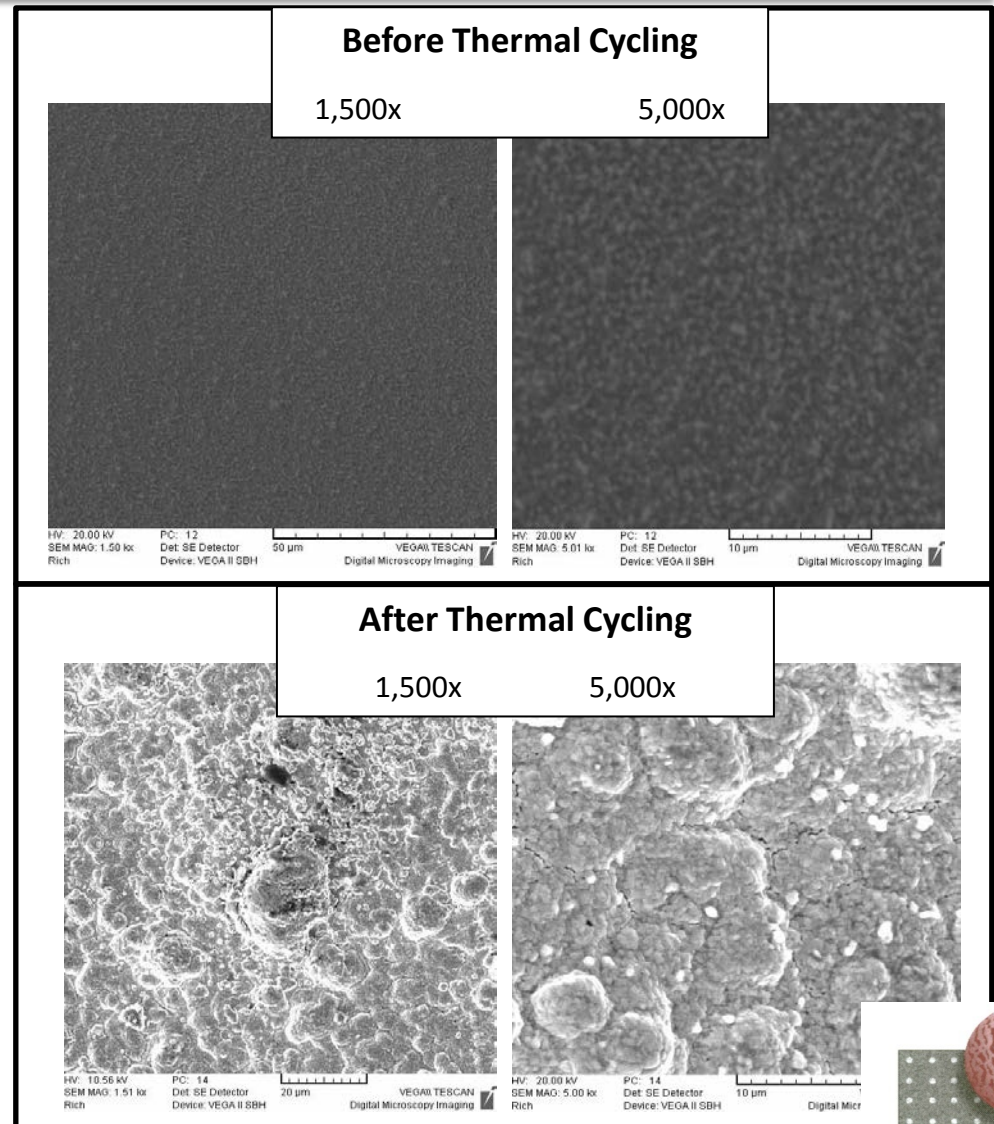 Before Thermal Cycling
1,500x 5,000x
HV: 20.00 kV PC: 12
SEM MAG: 1.50 kx Det: SE Detector 50 µm VEGA\\ TESCAN
Rich Device: VEGA II SBH Digital Microscopy Imaging
HV: 20.00 kV PC: 12
SEM MAG: 5.01 kx Det: SE Detector 10 µm VEGA\\ TESCAN
Rich Device: VEGA II SBH Digital Microscopy Imaging
After Thermal Cycling
1,500x 5,000x
HV: 10.56 kV PC: 14
SEM MAG: 1.51 kx Det: SE Detector 20 µm VEGA\\ TESCAN
Rich Device: VEGA II SBH Digital Microscopy Imaging
HV: 20.00 kV PC: 14
SEM MAG: 5.00 kx Det: SE Detector 10 µm
Rich Device: VEGA II SBH Digital